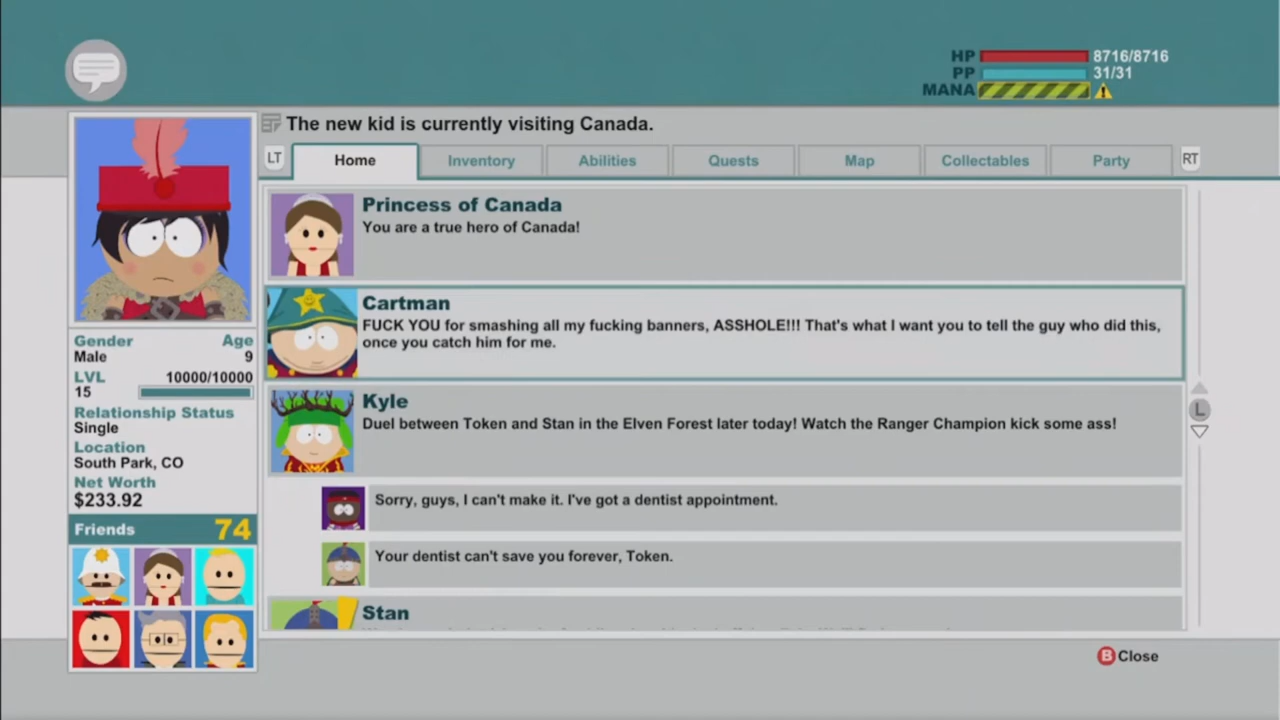 HP 8716/8716
PP 31/31
MANA
The new kid is currently visiting Canada.
LT Home Inventory Abilities Quests Map Collectables Party RT
Princess of Canada
You are a true hero of Canada!
Cartman
FUCK YOU for smashing all my fucking banners, ASSHOLE!!! That's what I want you to tell the guy who did this,
once you catch him for me.
Kyle
Duel between Token and Stan in the Elven Forest later today! Watch the Ranger Champion kick some ass!
Sorry, guys, I can't make it. I've got a dentist appointment.
Your dentist can't save you forever, Token.
Stan
Gender Age
Male 9
LVL 10000/10000
15
Relationship Status
Single
Location
South Park, CO
Net Worth
$233.92
Friends 74
L
B Close